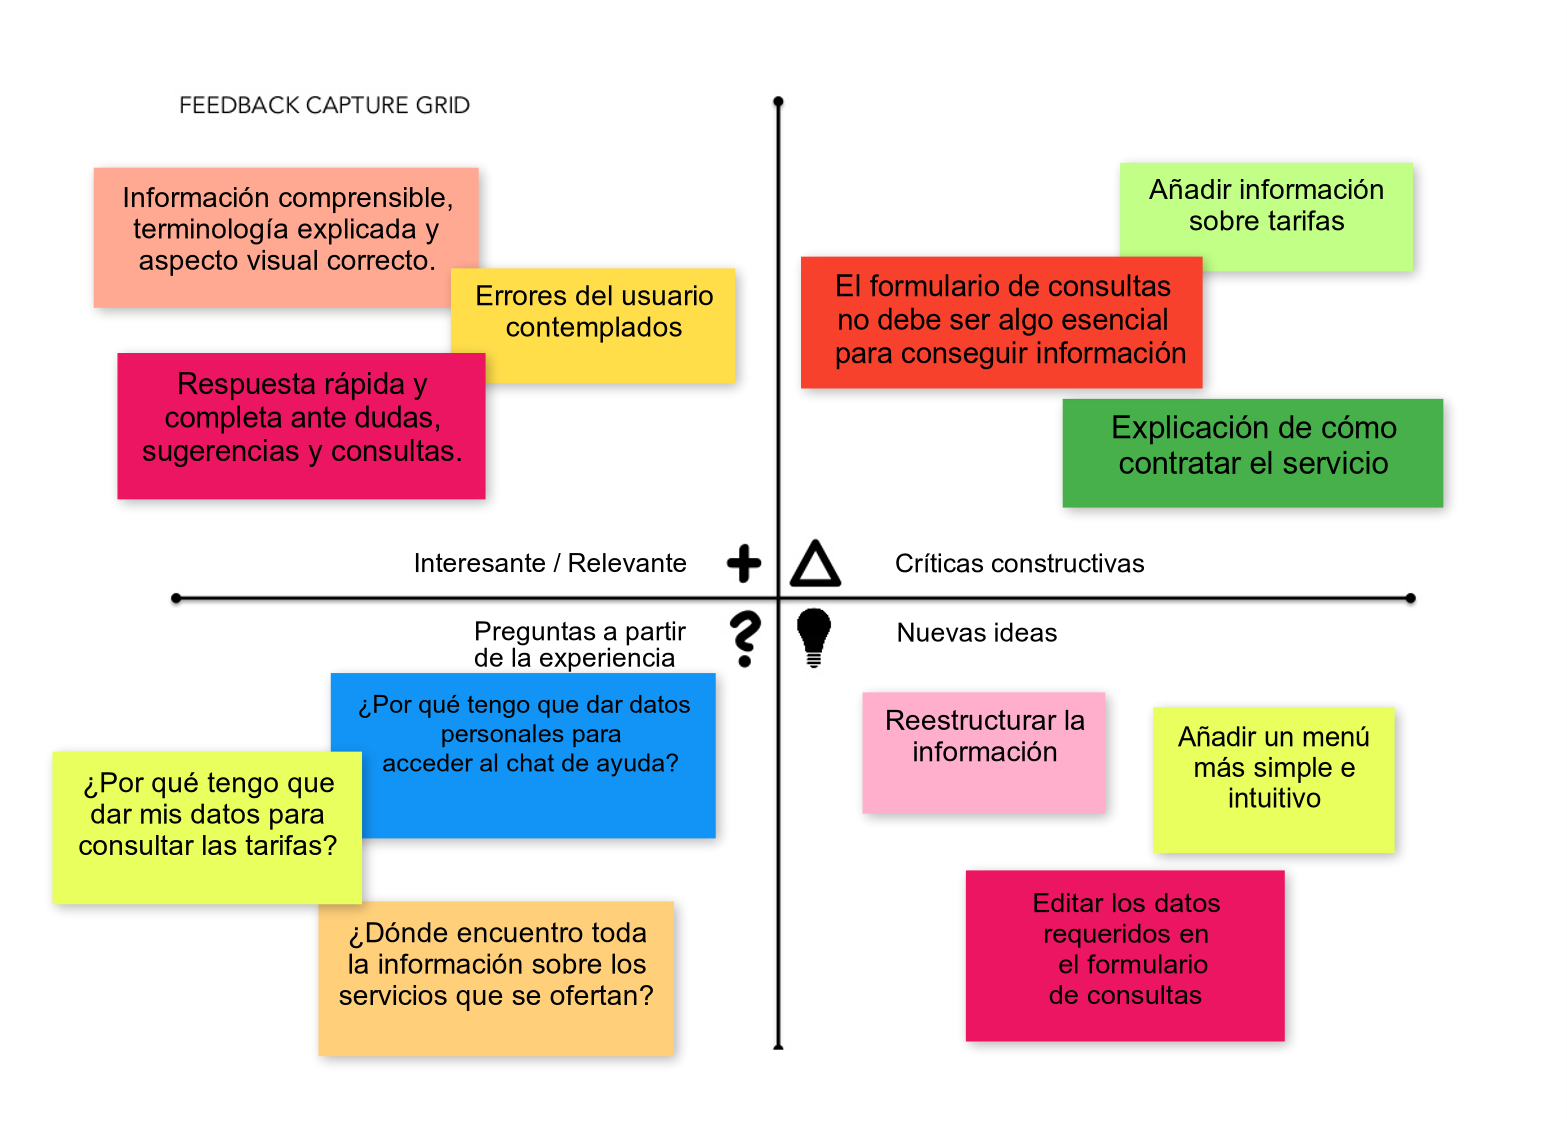 FEEDBACK CAPTURE GRID
Información comprensible,
terminología explicada y
aspecto visual correcto.
Errores del usuario
contemplados
Respuesta rápida y
completa ante dudas,
sugerencias y consultas.
Añadir información
sobre tarifas
El formulario de consultas
no debe ser algo esencial
para conseguir información
Explicación de cómo
contratar el servicio
Interesante / Relevante
Críticas constructivas
Preguntas a partir
de la experiencia
Nuevas ideas
¿Por qué tengo que dar datos
personales para
acceder al chat de ayuda?
¿Por qué tengo que
dar mis datos para
consultar las tarifas?
¿Dónde encuentro toda
la información sobre los
servicios que se ofertan?
Reestructurar la
información
Añadir un menú
más simple e
intuitivo
Editar los datos
requeridos en
el formulario
de consultas